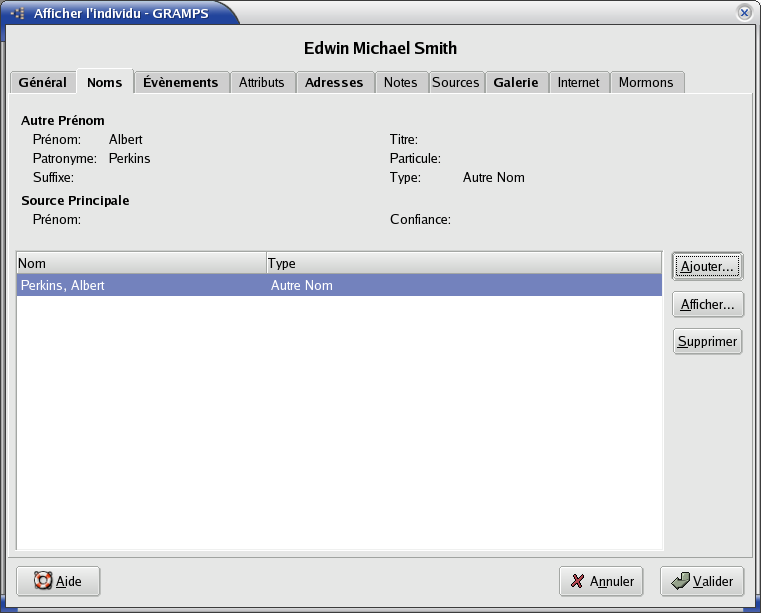 Afficher l'individu - GRAMPS
Edwin Michael Smith
Général Noms Évènements Attributs Adresses Notes Sources Galerie Internet Mormons
Autre Prénom
Prénom: Albert Titre:
Patronyme: Perkins Particule:
Suffixe: Type: Autre Nom
Source Principale
Prénom: Confiance:
Nom Type
Perkins, Albert Autre Nom
Ajouter...
Afficher...
Supprimer
Aide Annuler Valider